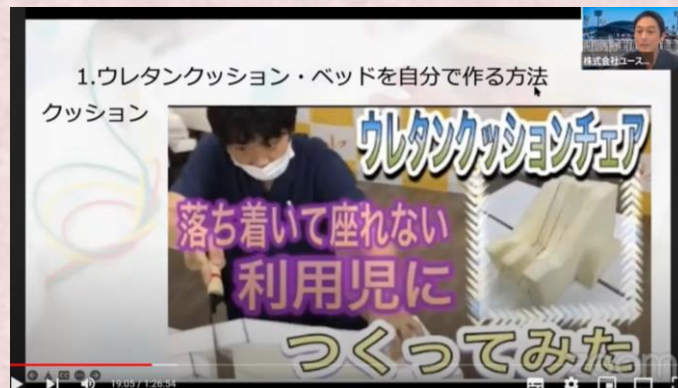 1.ウレタンクッション・ベッドを自分で作る方法
株式会社ユース...
クッション
ウレタンクッションチェア
落ち着いて座れない
利用児に
つくってみた
19:05 / 1:26:54